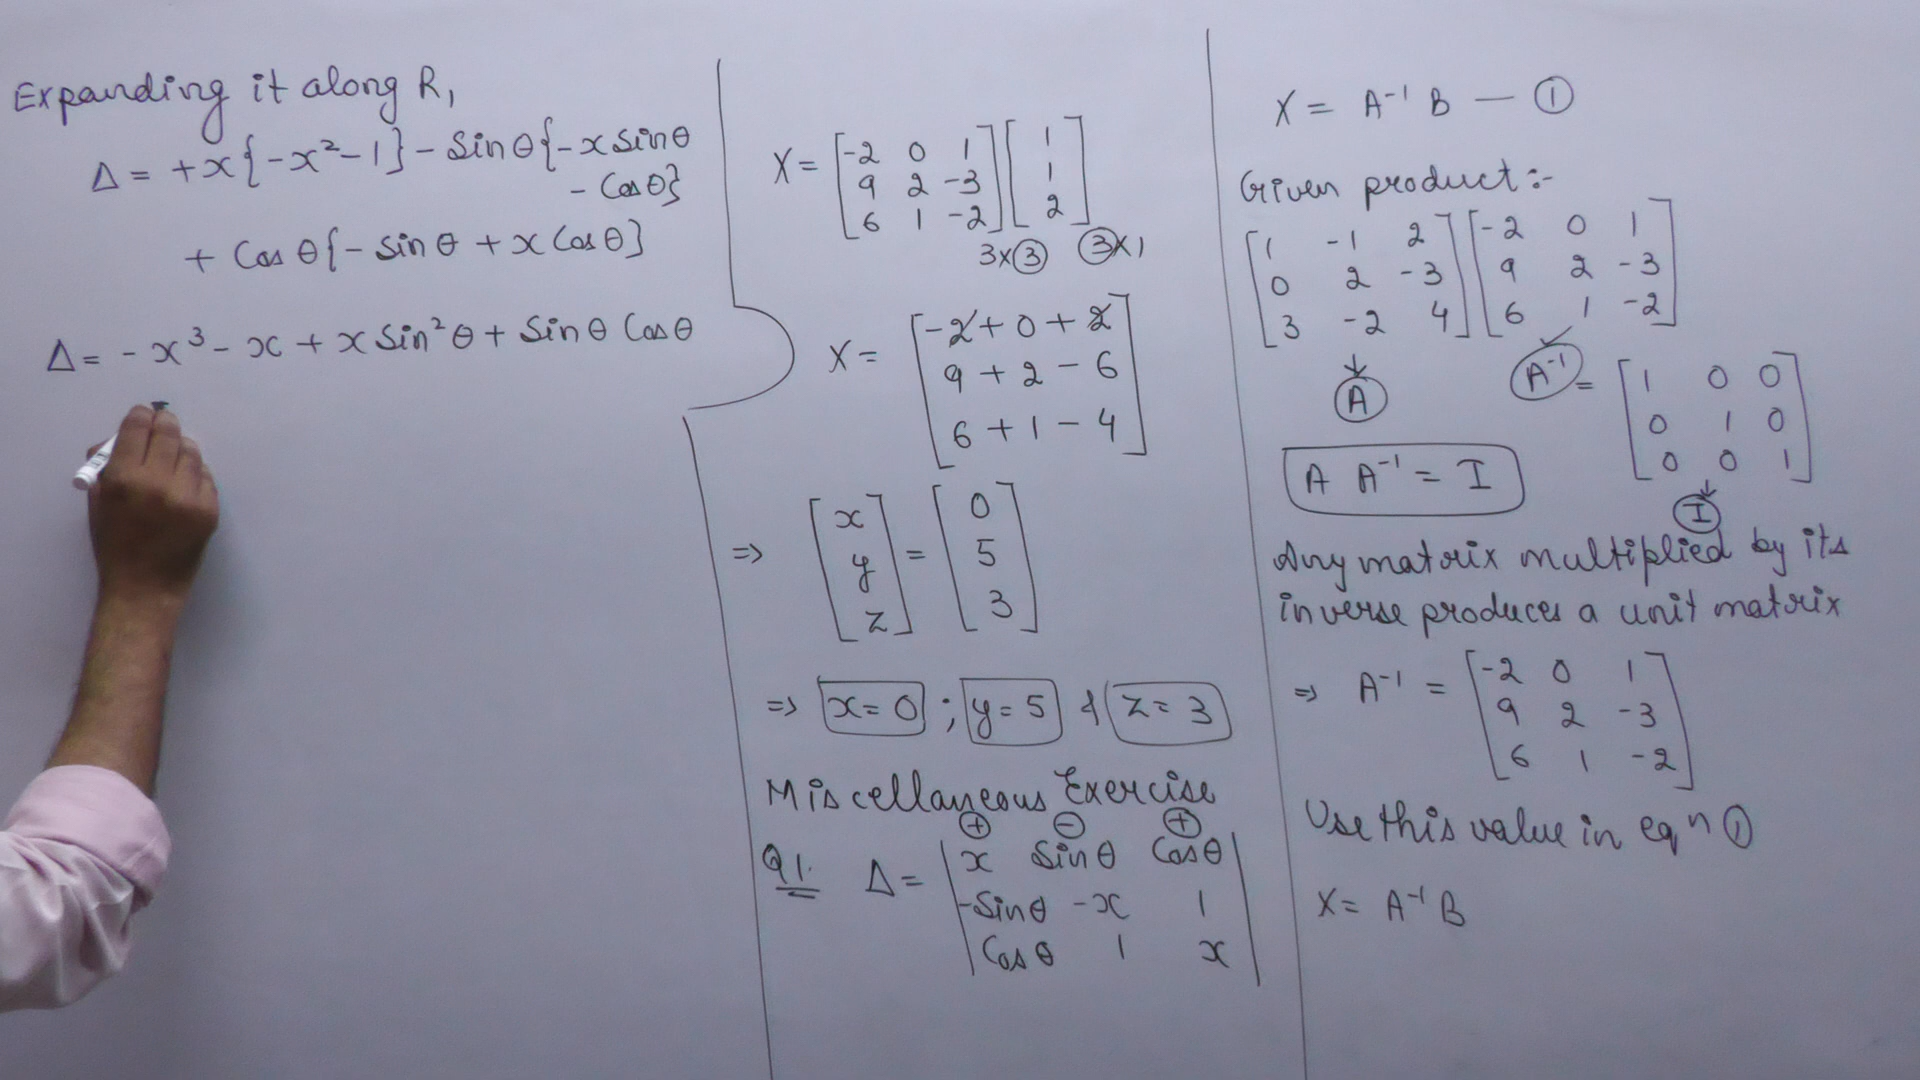 Expanding it along R₁
Δ = +x{-x²-1} - Sinθ{-x Sinθ
- Cosθ}
+ Cosθ{- Sinθ + x Cosθ}
Δ = - x³ - x + x Sin²θ + Sinθ Cosθ
X = [-2 0 1] [1]
[9 2 -3] [1]
[6 1 -2] [2]
3x③ ③x1
X = [-2 + 0 + 2]
[9 + 2 - 6]
[6 + 1 - 4]
⇒ [x] = [0]
[y] [5]
[z] [3]
⇒ x = 0 ; y = 5 & z = 3
Miscellaneous Exercise
⊕ ⊖ ⊕
Q1. Δ = | x Sinθ Cosθ |
| -Sinθ -x 1 |
| Cosθ 1 x |
X = A⁻¹ B — ①
Given product:-
[1 -1 2] [-2 0 1]
[0 2 -3] [9 2 -3]
[3 -2 4] [6 1 -2]
↓ ↙
A A⁻¹ = [1 0 0]
[0 1 0]
[0 0 1]
↓
I
A A⁻¹ = I
Any matrix multiplied by its
inverse produces a unit matrix
⇒ A⁻¹ = [-2 0 1]
[9 2 -3]
[6 1 -2]
Use this value in eqⁿ ①
X = A⁻¹ B